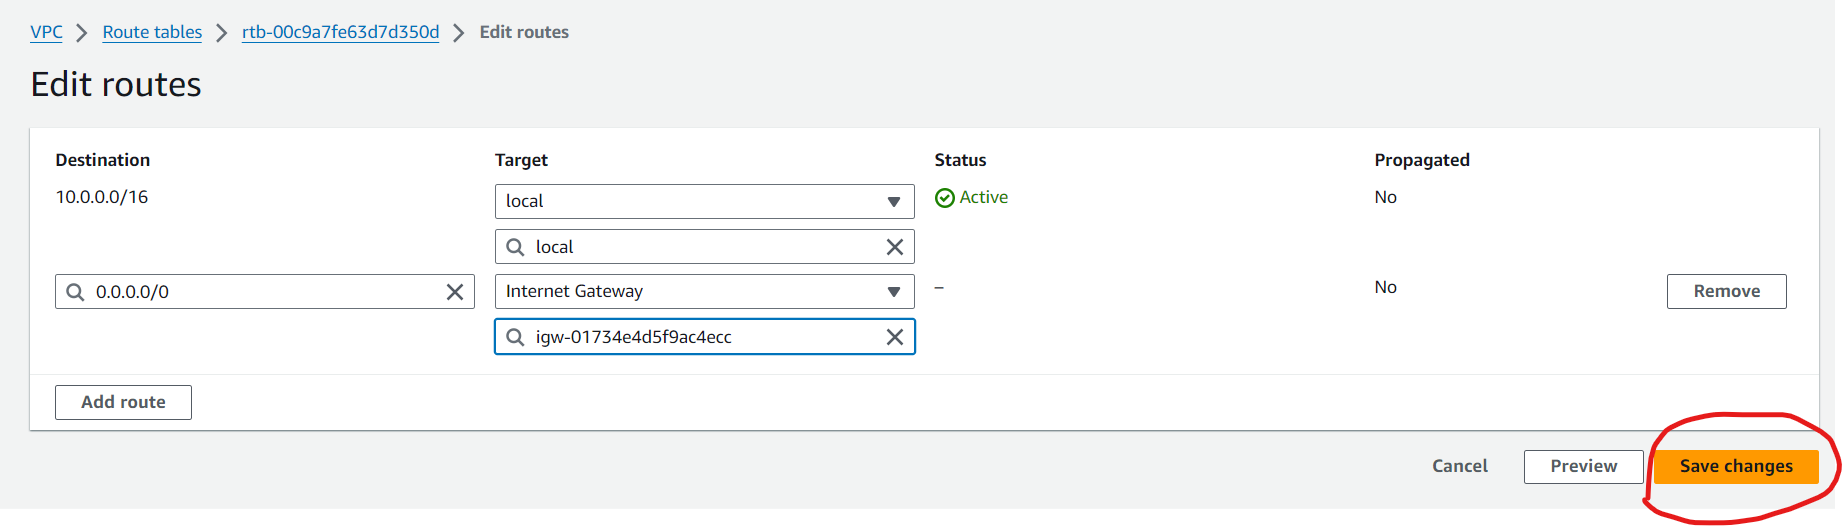 VPC > Route tables > rtb-00c9a7fe63d7d350d > Edit routes
Edit routes
Destination Target Status Propagated
10.0.0.0/16 local Active No
local
0.0.0.0/0 Internet Gateway – No Remove
igw-01734e4d5f9ac4ecc
Add route
Cancel Preview Save changes